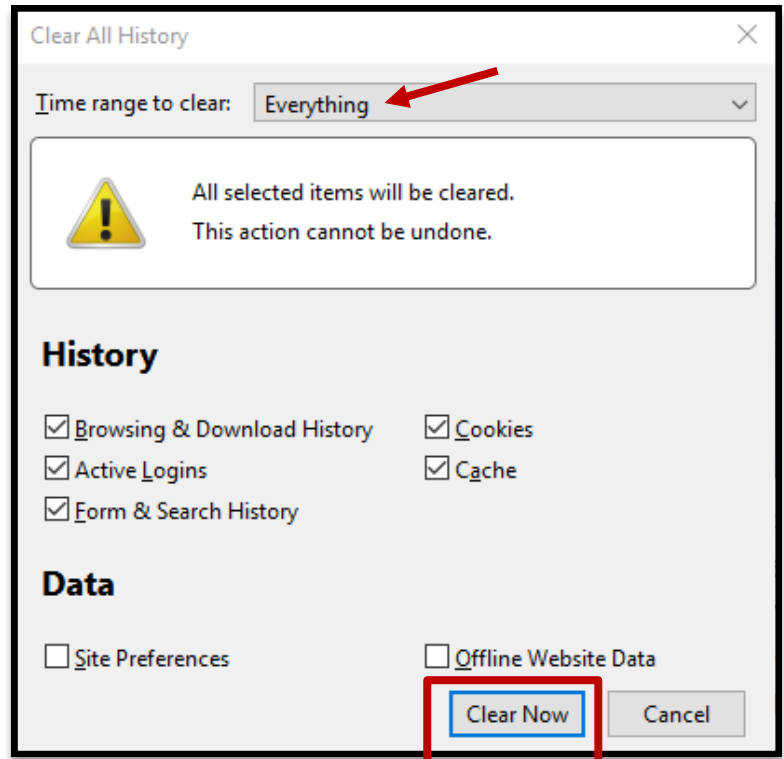 Clear All History
Time range to clear: Everything
All selected items will be cleared.
This action cannot be undone.
History
Browsing & Download History Cookies
Active Logins Cache
Form & Search History
Data
Site Preferences Offline Website Data
Clear Now Cancel